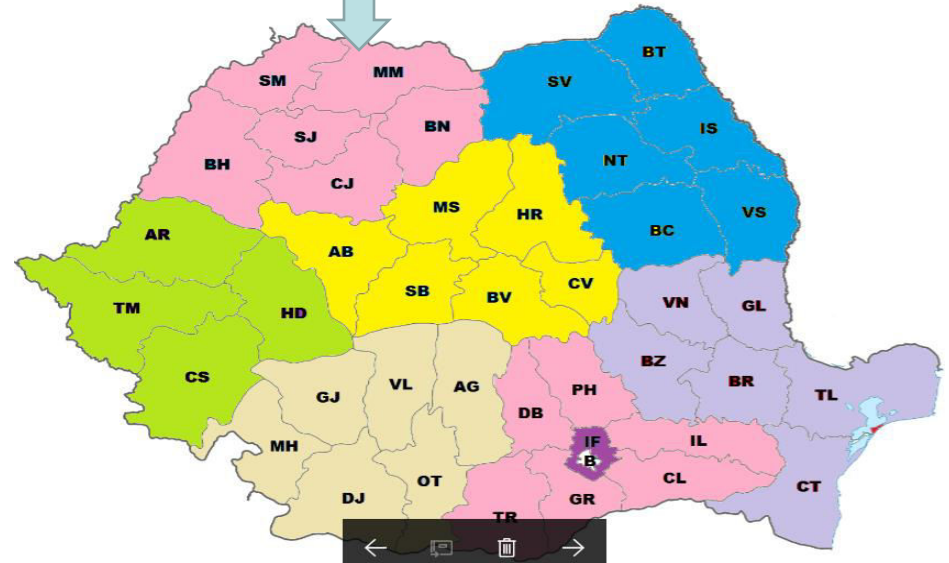 BT
SM
MM
SV
IS
SJ
BN
NT
BH
CJ
MS
HR
VS
AR
BC
AB
SB
BV
CV
TM
HD
VN
GL
BZ
CS
BR
TL
GJ
VL
AG
PH
DB
MH
IF
IL
B
OT
CL
CT
DJ
GR
TR